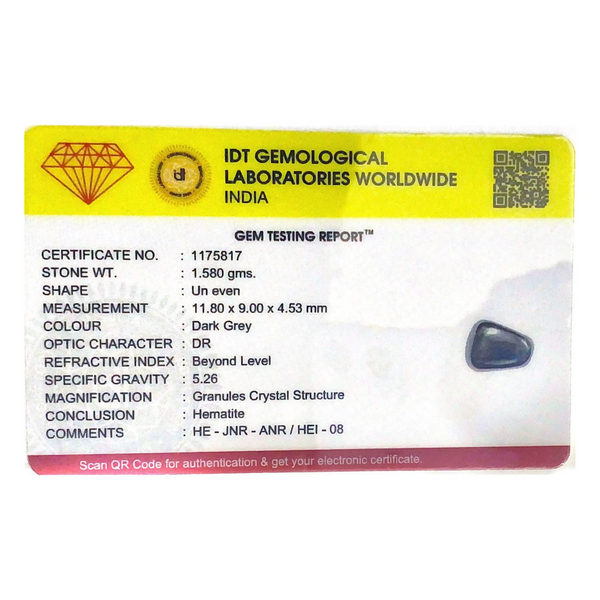 IDT GEMOLOGICAL
LABORATORIES WORLDWIDE
INDIA
GEM TESTING REPORT™
CERTIFICATE NO. : 1175817
STONE WT. : 1.580 gms.
SHAPE : Un even
MEASUREMENT : 11.80 x 9.00 x 4.53 mm
COLOUR : Dark Grey
OPTIC CHARACTER : DR
REFRACTIVE INDEX : Beyond Level
SPECIFIC GRAVITY : 5.26
MAGNIFICATION : Granules Crystal Structure
CONCLUSION : Hematite
COMMENTS : HE - JNR - ANR / HEI - 08
Scan QR Code for authentication & get your electronic certificate.